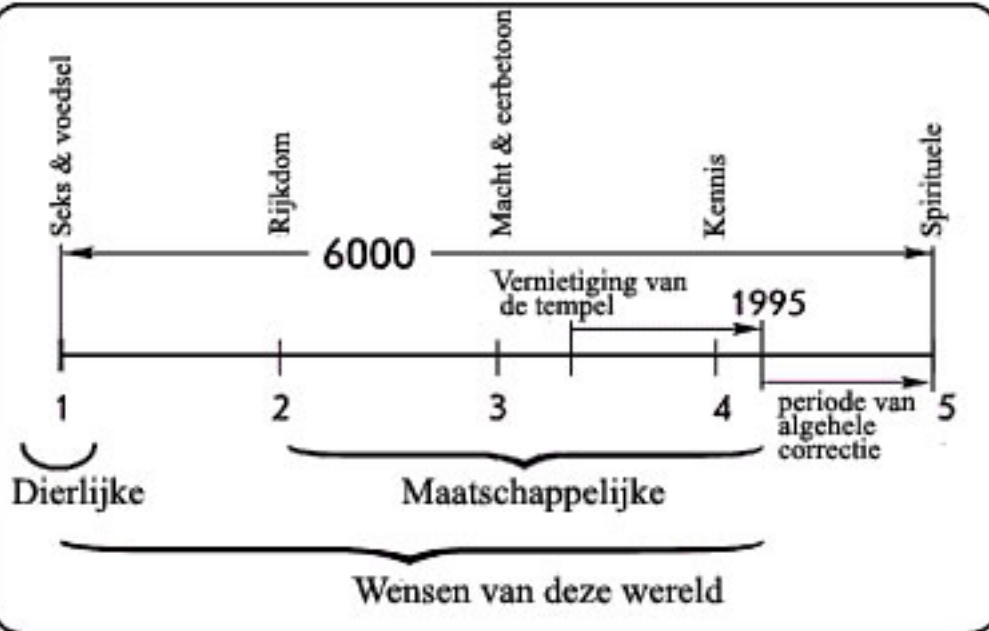 Seks & voedsel
Rijkdom
Macht & eerbetoon
Kennis
Spirituele
6000
Vernietiging van
de tempel
1995
1
2
3
4
5
periode van
algehele
correctie
Dierlijke
Maatschappelijke
Wensen van deze wereld